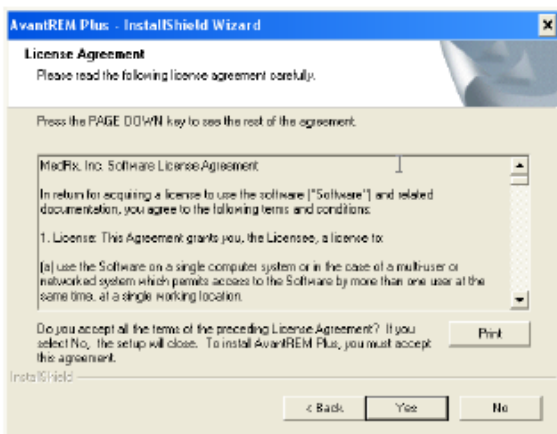 AvantREM Plus - InstallShield Wizard
License Agreement
Please read the following license agreement carefully.
Press the PAGE DOWN key to see the rest of the agreement.
MedRx, Inc. Software License Agreement
In return for acquiring a license to use the software ("Software") and related
documentation, you agree to the following terms and conditions:
1. License: This Agreement grants you, the Licensee, a license to:
(a) use the Software on a single computer system or in the case of a multi-user or
networked system which permits access to the Software by more than one user at the
same time, at a single working location.
Do you accept all the terms of the preceding License Agreement? If you
select No, the setup will close. To install AvantREM Plus, you must accept
this agreement.
Print
InstallShield
< Back
Yes
No